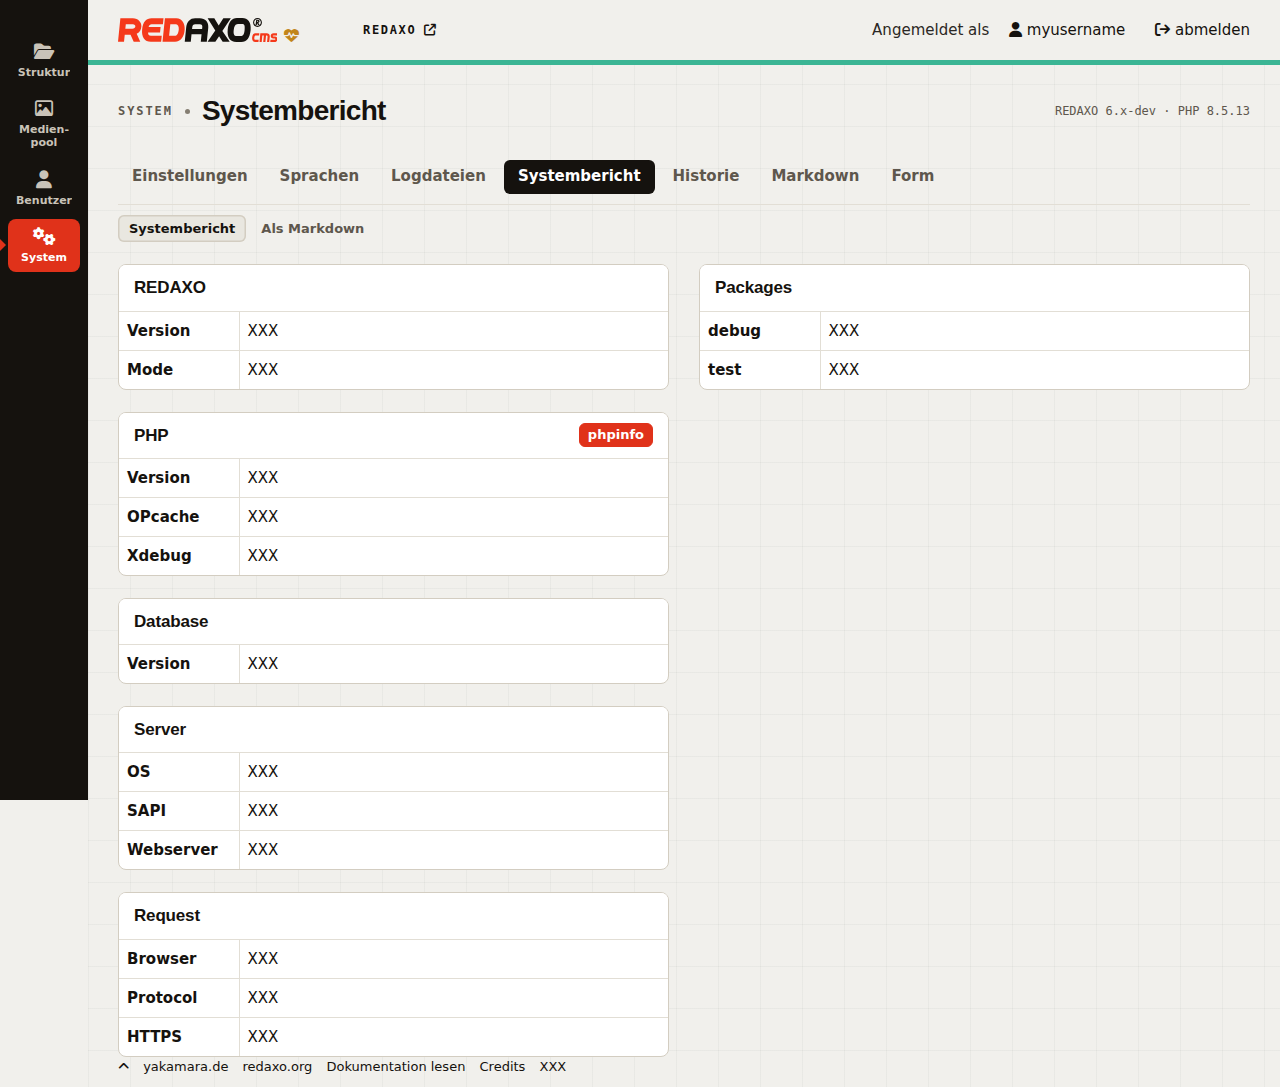 Struktur
Medien-
pool
Benutzer
System
REDAXO® cms
REDAXO
Angemeldet als myusername abmelden
SYSTEM • Systembericht
REDAXO 6.x-dev · PHP 8.5.13
Einstellungen Sprachen Logdateien Systembericht Historie Markdown Form
Systembericht Als Markdown
REDAXO
Version XXX
Mode XXX
PHP phpinfo
Version XXX
OPcache XXX
Xdebug XXX
Database
Version XXX
Server
OS XXX
SAPI XXX
Webserver XXX
Request
Browser XXX
Protocol XXX
HTTPS XXX
Packages
debug XXX
test XXX
yakamara.de redaxo.org Dokumentation lesen Credits XXX